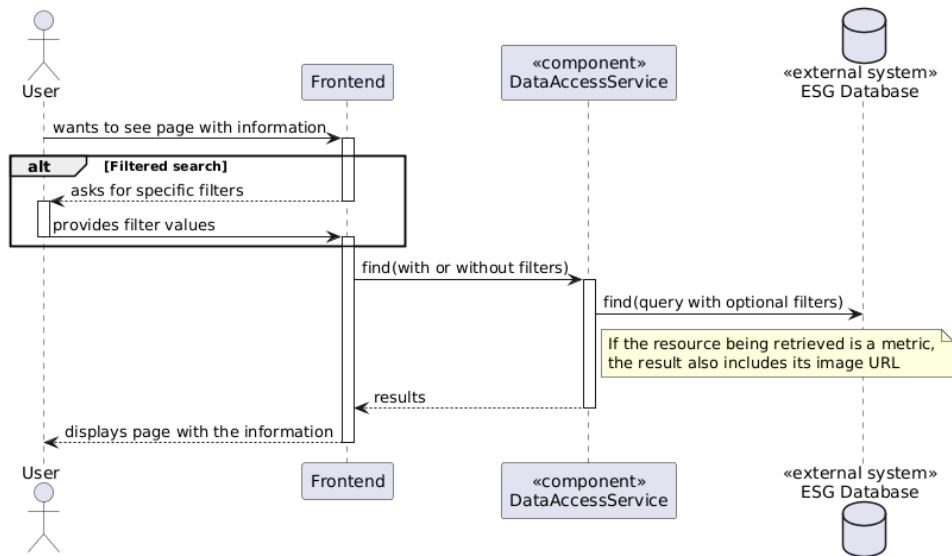 User
Frontend
«component»
DataAccessService
«external system»
ESG Database
wants to see page with information
alt
[Filtered search]
asks for specific filters
provides filter values
find(with or without filters)
find(query with optional filters)
If the resource being retrieved is a metric,
the result also includes its image URL
results
displays page with the information
User
Frontend
«component»
DataAccessService
«external system»
ESG Database